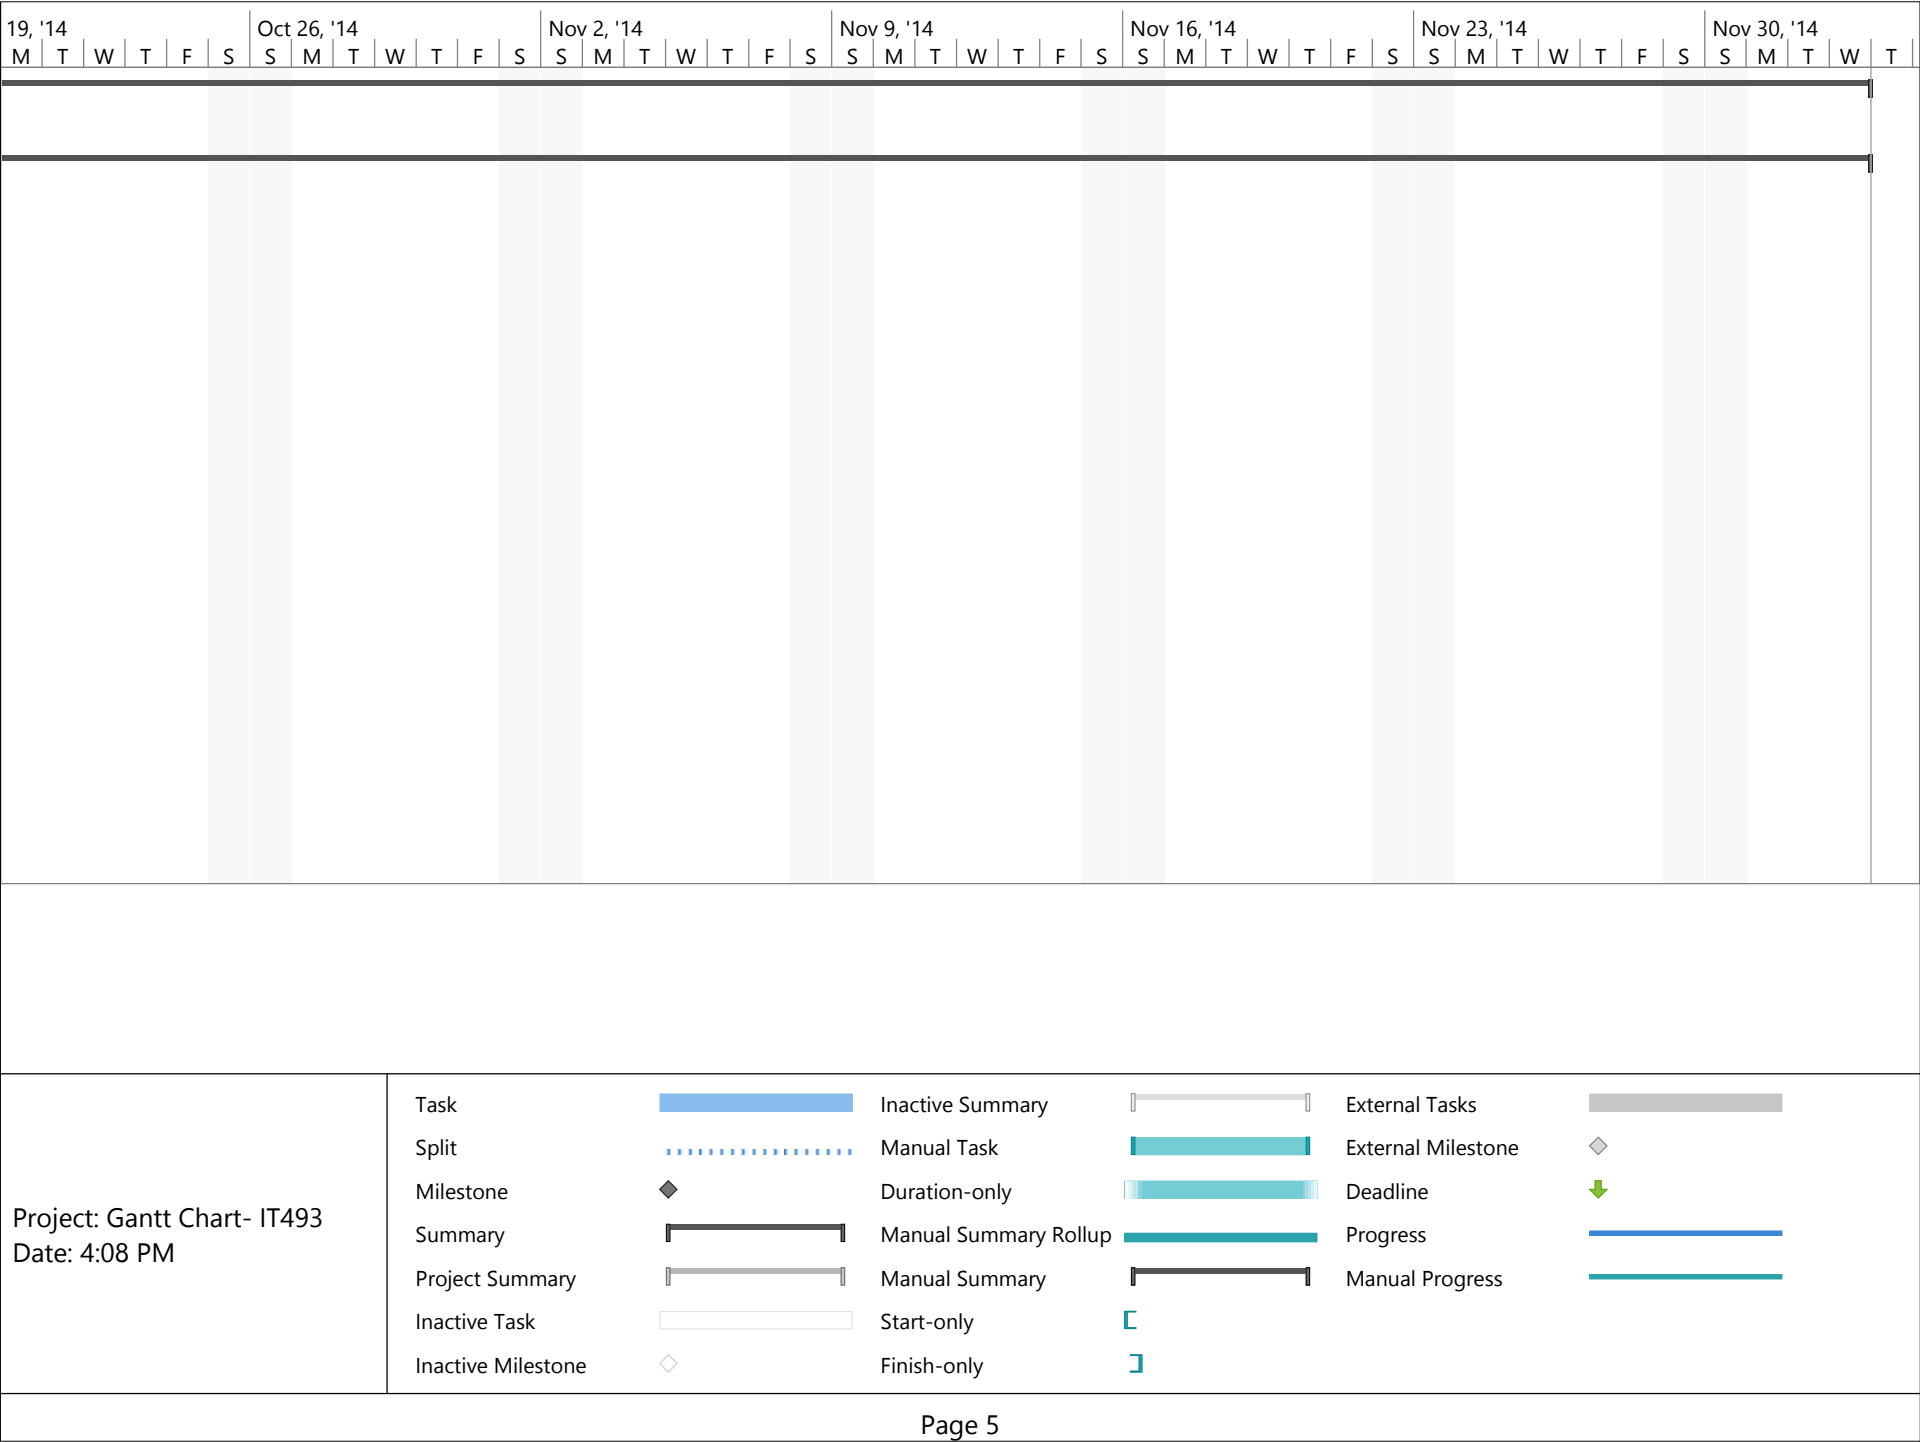 19, '14 Oct 26, '14 Nov 2, '14 Nov 9, '14 Nov 16, '14 Nov 23, '14 Nov 30, '14
M T W T F S S M T W T F S S M T W T F S S M T W T F S S M T W T F S S M T W T F S S M T W T
Task
Split
Milestone
Summary
Project Summary
Inactive Task
Inactive Milestone
Inactive Summary
Manual Task
Duration-only
Manual Summary Rollup
Manual Summary
Start-only
Finish-only
External Tasks
External Milestone
Deadline
Progress
Manual Progress
Project: Gantt Chart- IT493
Date: 4:08 PM
Page 5